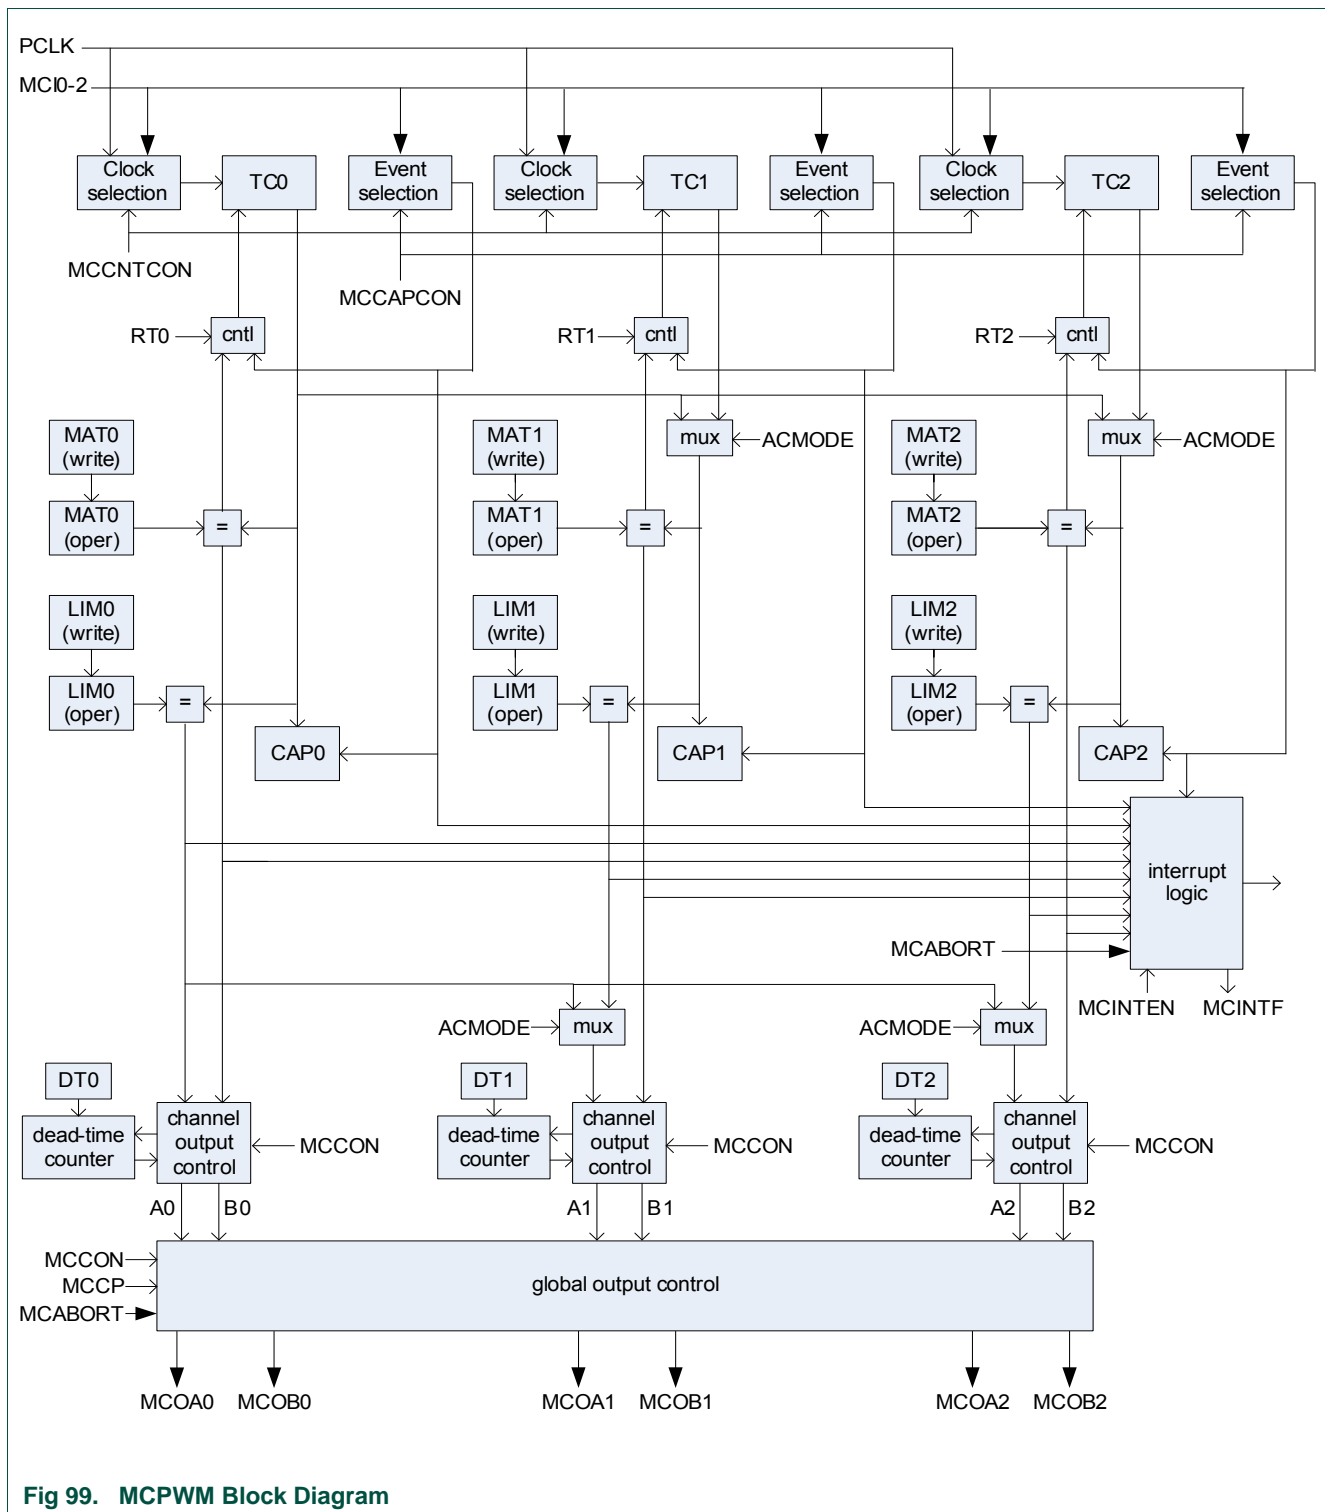 PCLK
MCI0-2
Clock
selection
TC0
Event
selection
Clock
selection
TC1
Event
selection
Clock
selection
TC2
Event
selection
MCCNTCON
MCCAPCON
RT0
cntl
RT1
cntl
RT2
cntl
MAT0
(write)
MAT1
(write)
mux
ACMODE
MAT2
(write)
mux
ACMODE
MAT0
(oper)
=
MAT1
(oper)
=
MAT2
(oper)
=
LIM0
(write)
LIM1
(write)
LIM2
(write)
LIM0
(oper)
=
LIM1
(oper)
=
LIM2
(oper)
=
CAP0
CAP1
CAP2
interrupt
logic
MCABORT
MCINTEN
MCINTF
ACMODE
mux
ACMODE
mux
DT0
DT1
DT2
dead-time
counter
channel
output
control
MCCON
dead-time
counter
channel
output
control
MCCON
dead-time
counter
channel
output
control
MCCON
A0
B0
A1
B1
A2
B2
MCCON
MCCP
MCABORT
global output control
MCOA0
MCOB0
MCOA1
MCOB1
MCOA2
MCOB2
Fig 99. MCPWM Block Diagram